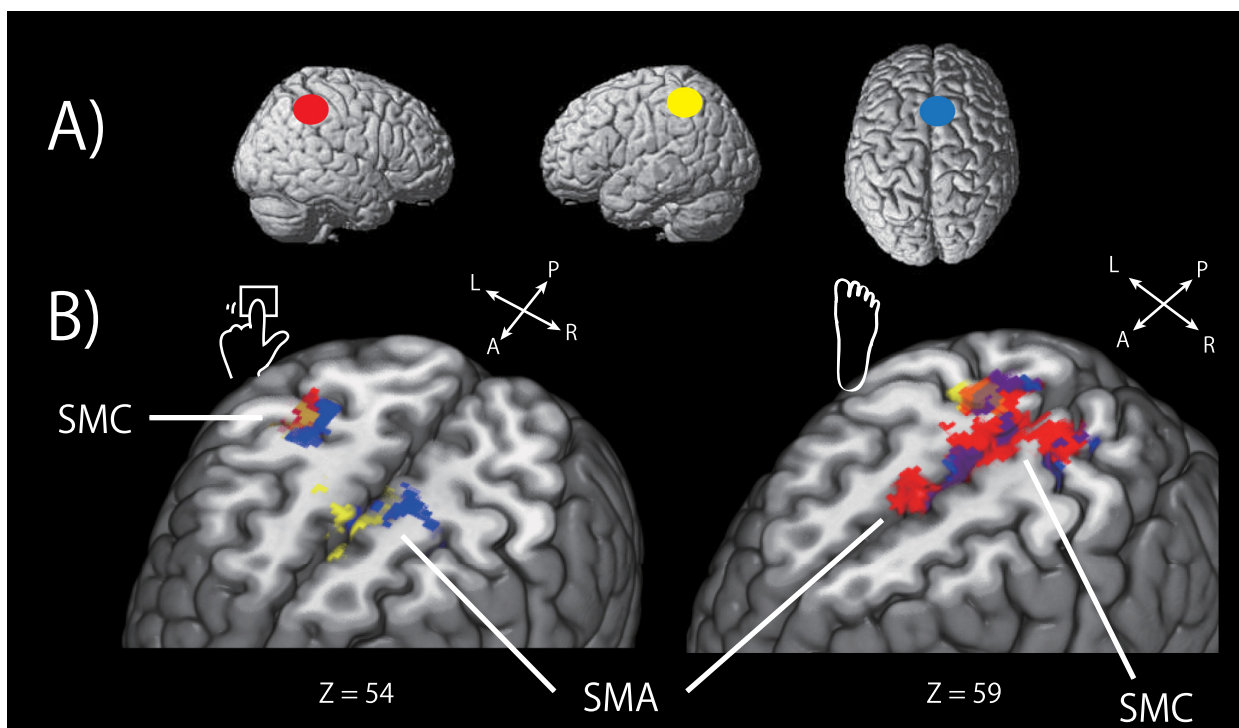 A)
B)
L P
A R
L P
A R
SMC
Z = 54
SMA
Z = 59
SMC